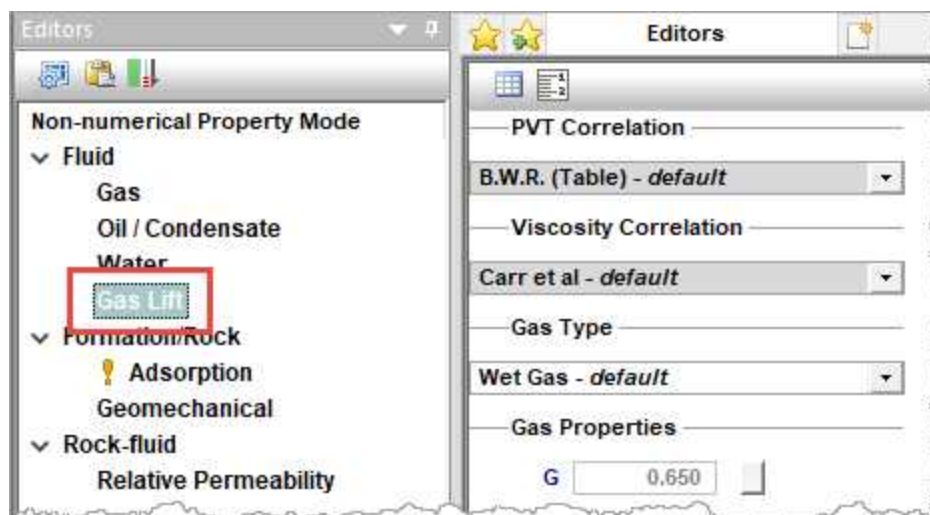 Editors
Non-numerical Property Mode
Fluid
Gas
Oil / Condensate
Water
Gas Lift
Formation/Rock
Adsorption
Geomechanical
Rock-fluid
Relative Permeability
Editors
PVT Correlation
B.W.R. (Table) - default
Viscosity Correlation
Carr et al - default
Gas Type
Wet Gas - default
Gas Properties
G 0.650